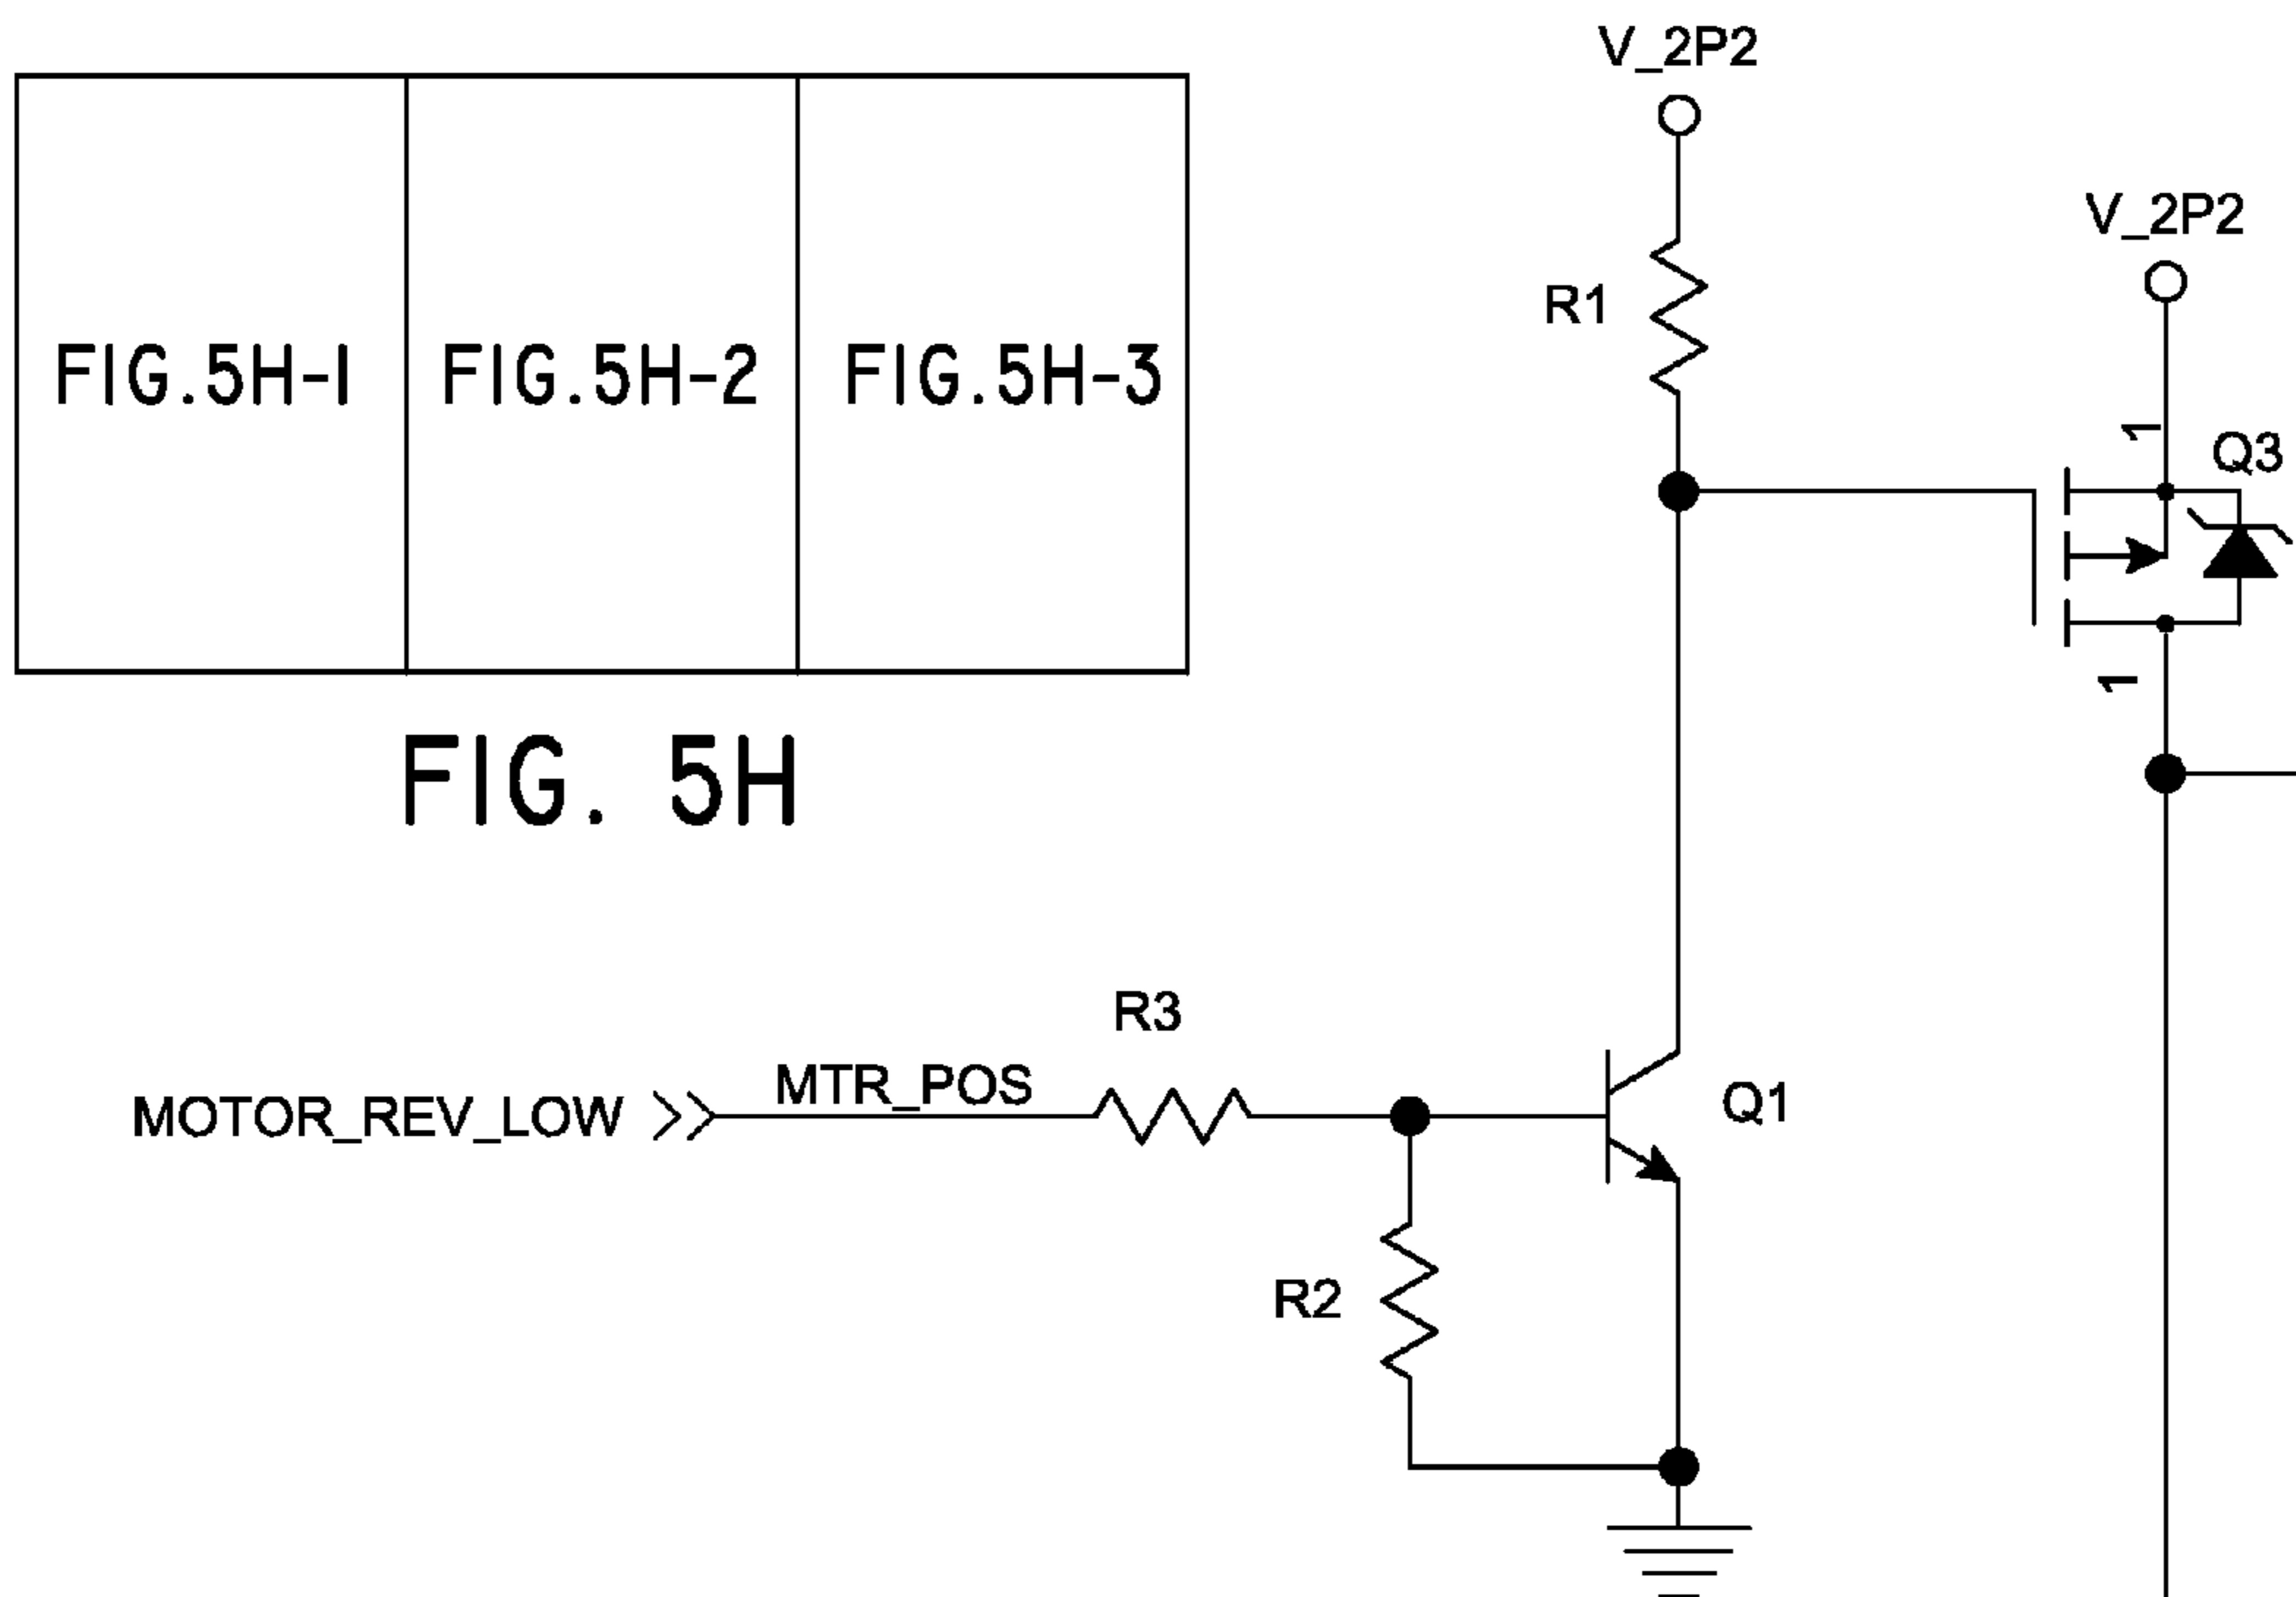 FIG.5H-1
FIG.5H-2
FIG.5H-3
FIG. 5H
V_2P2
R1
V_2P2
1
Q3
1
R3
MOTOR_REV_LOW
MTR_POS
Q1
R2